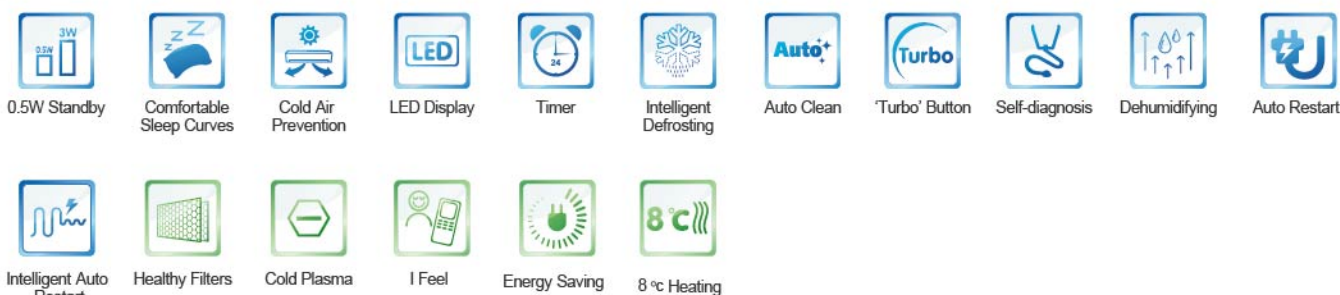 3W
0.5W
z z z
LED
24
Auto
Turbo
0.5W Standby
Comfortable
Sleep Curves
Cold Air
Prevention
LED Display
Timer
Intelligent
Defrosting
Auto Clean
‘Turbo’ Button
Self-diagnosis
Dehumidifying
Auto Restart
8°C
Intelligent Auto
Restart
Healthy Filters
Cold Plasma
I Feel
Energy Saving
8 °c Heating